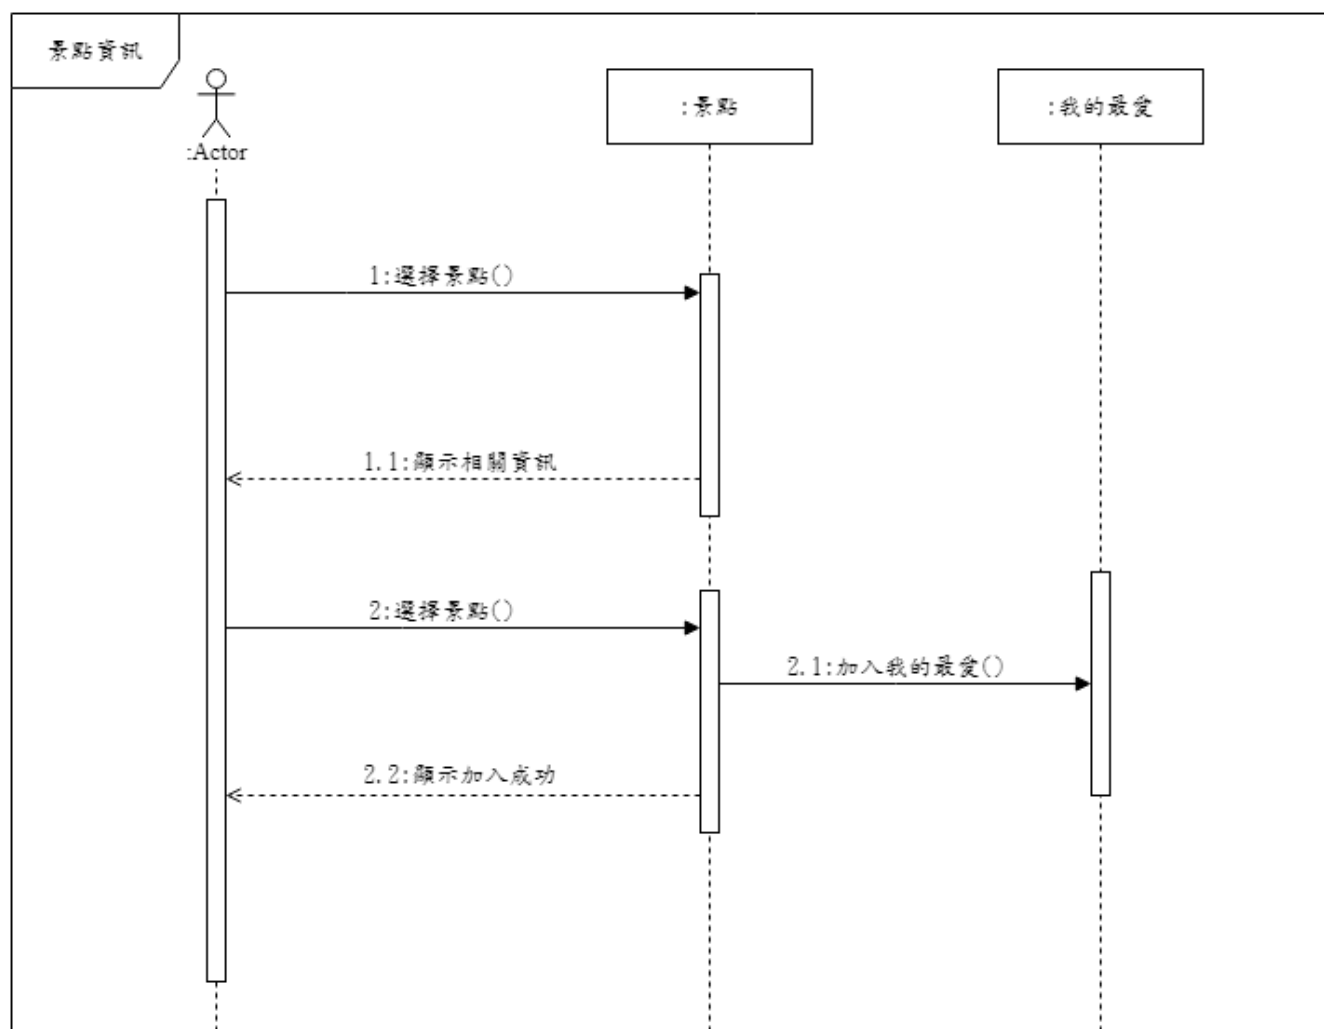 景點資訊
:Actor
:景點
:我的最愛
1:選擇景點()
1.1:顯示相關資訊
2:選擇景點()
2.1:加入我的最愛()
2.2:顯示加入成功